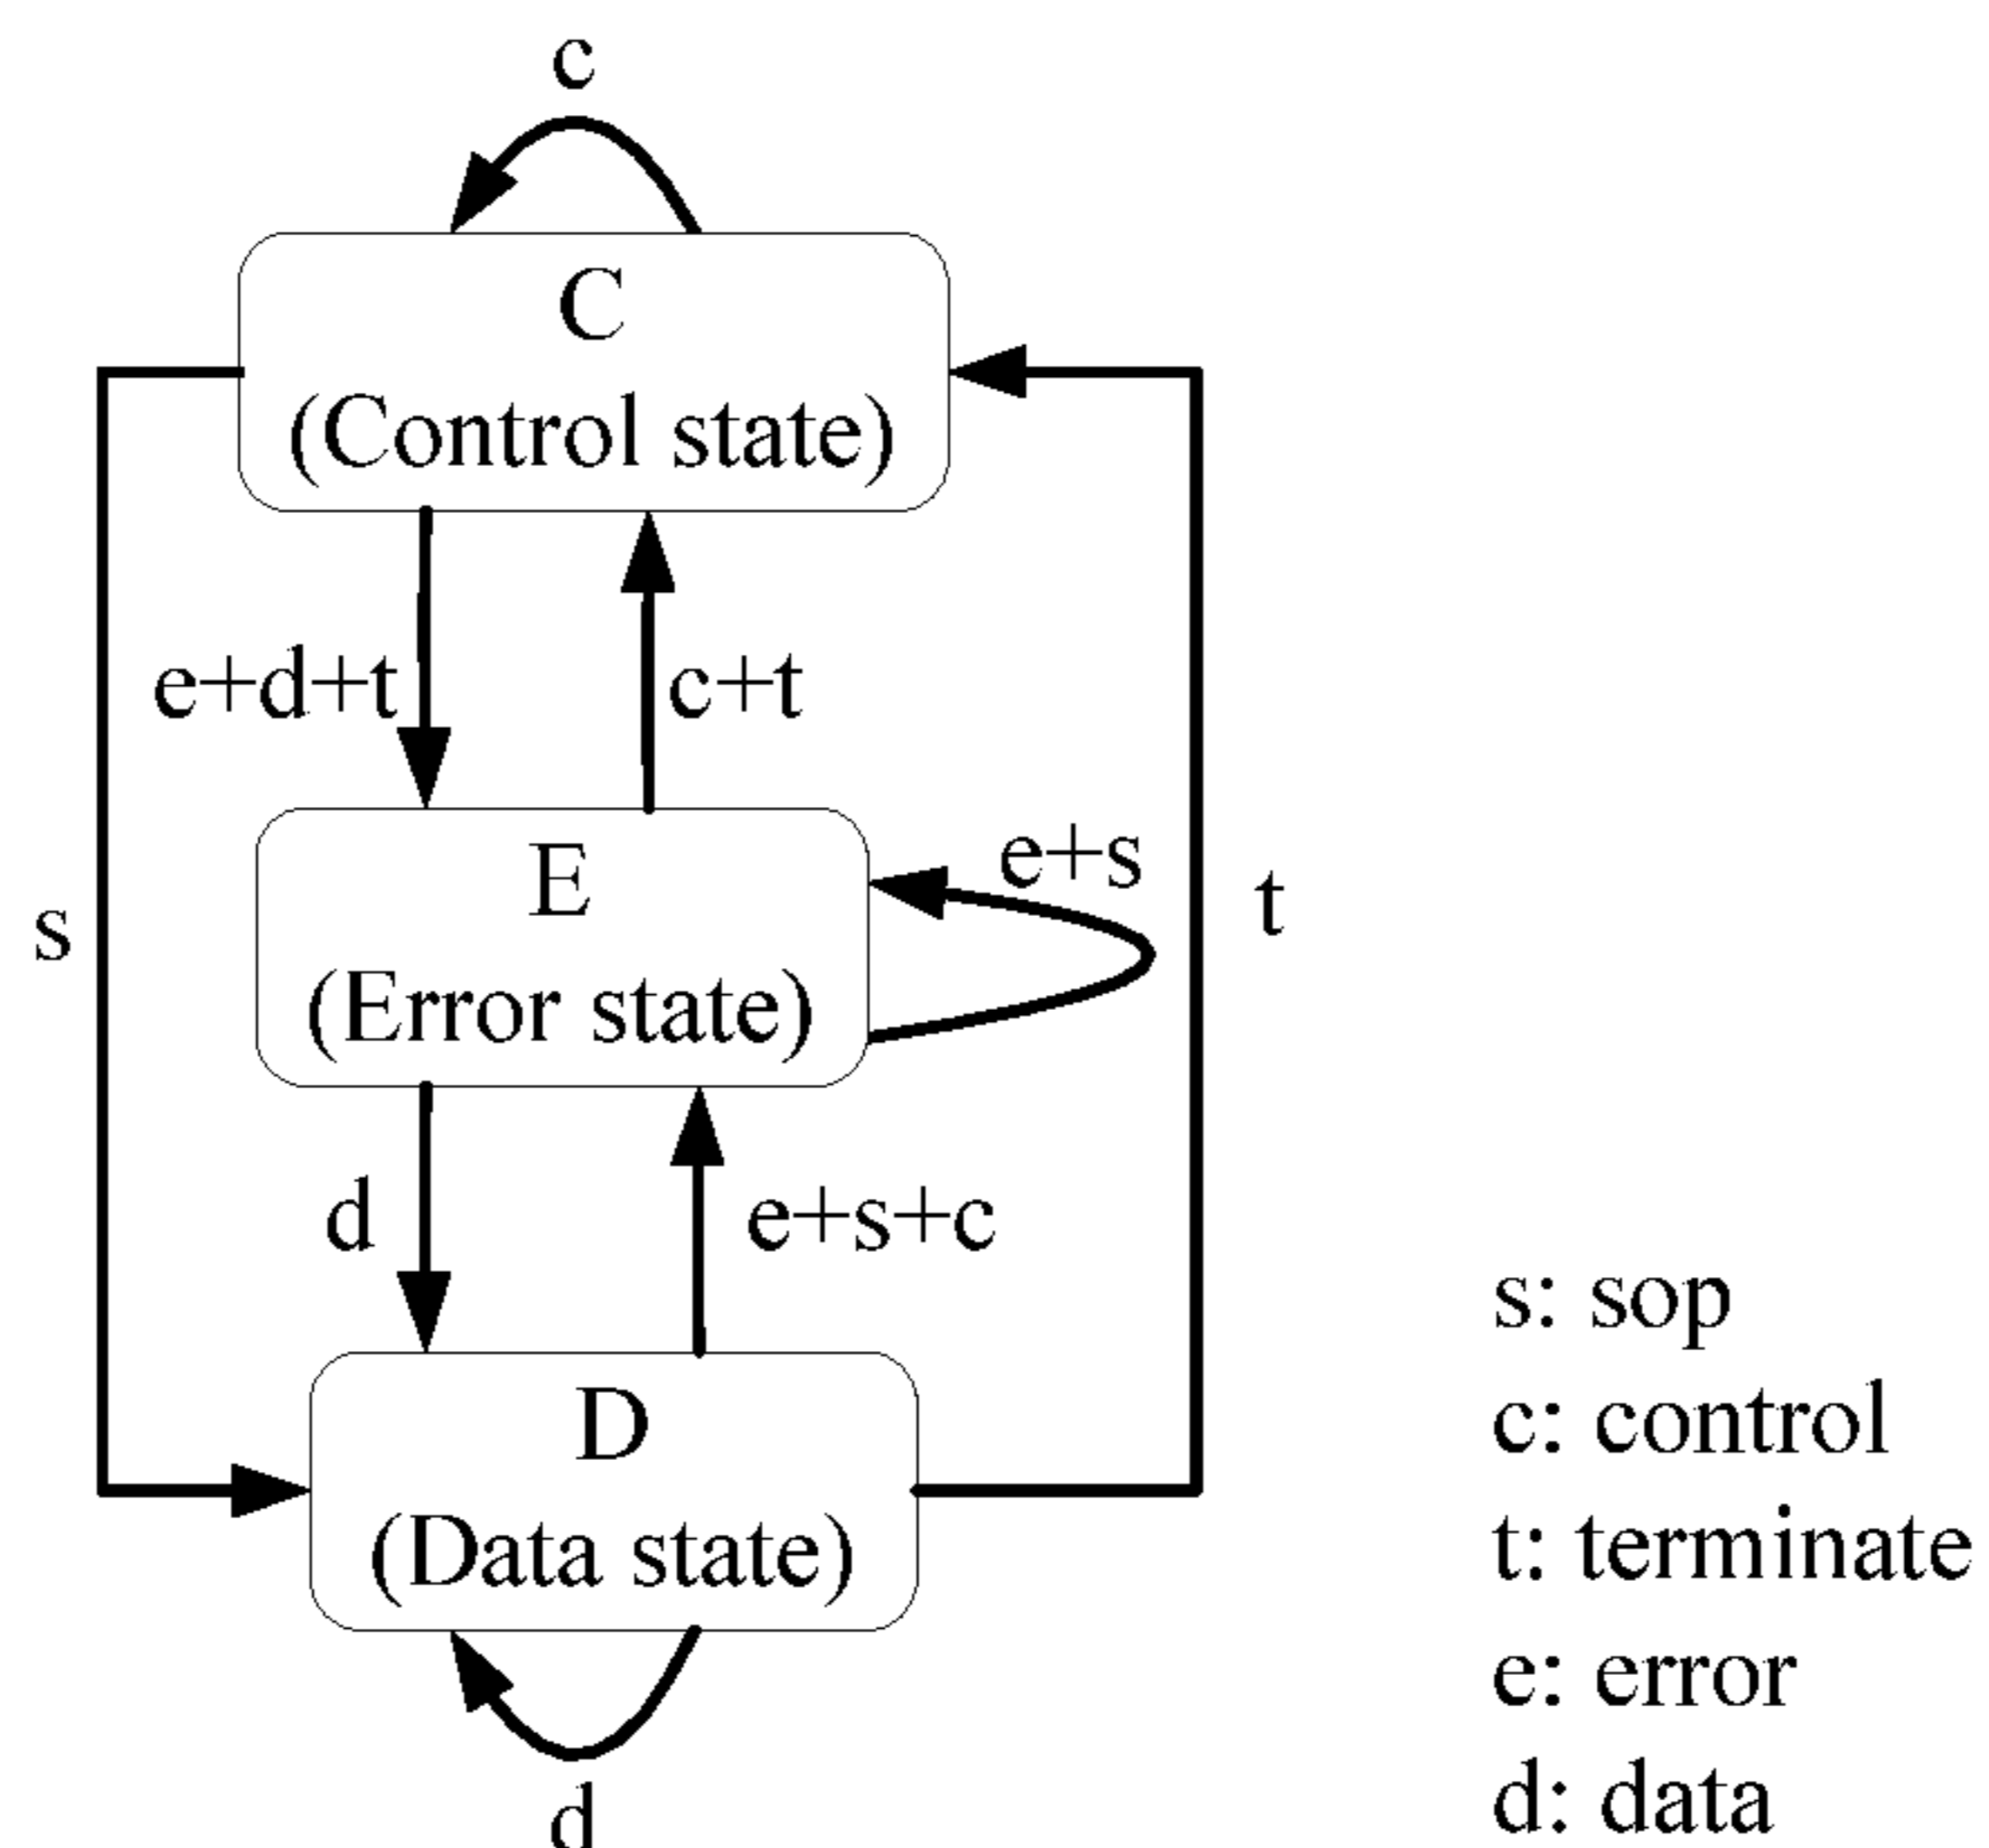 c
C
(Control state)
e+d+t
c+t
E
(Error state)
e+s
s
t
d
e+s+c
D
(Data state)
d
s: sop
c: control
t: terminate
e: error
d: data